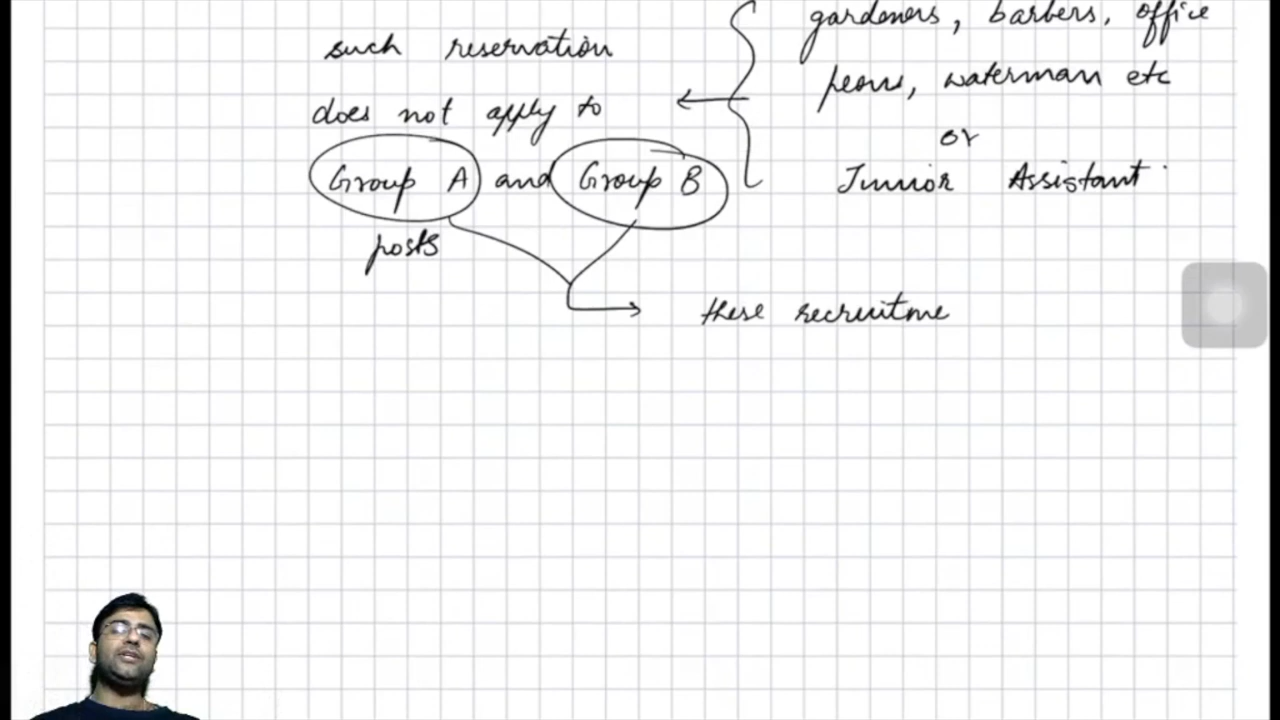 such reservation
does not apply to
Group A and Group B
posts
gardeners, barbers, office
peons, waterman etc
or
Junior Assistant
these recruitme